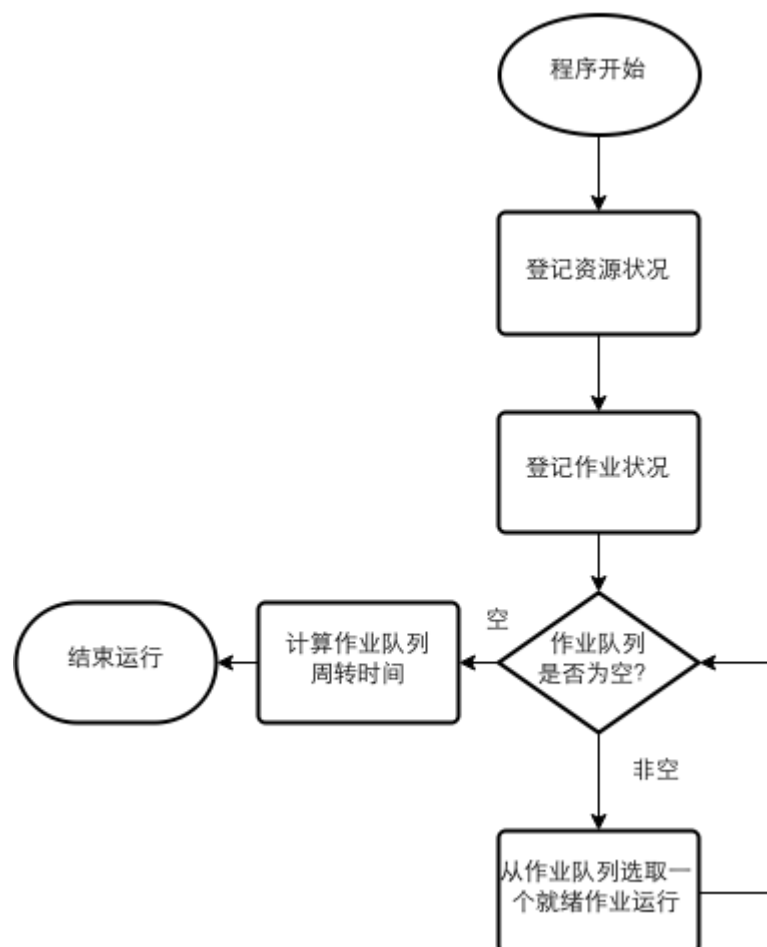 程序开始
登记资源状况
登记作业状况
作业队列
是否为空?
空
计算作业队列
周转时间
结束运行
非空
从作业队列选取一
个就绪作业运行